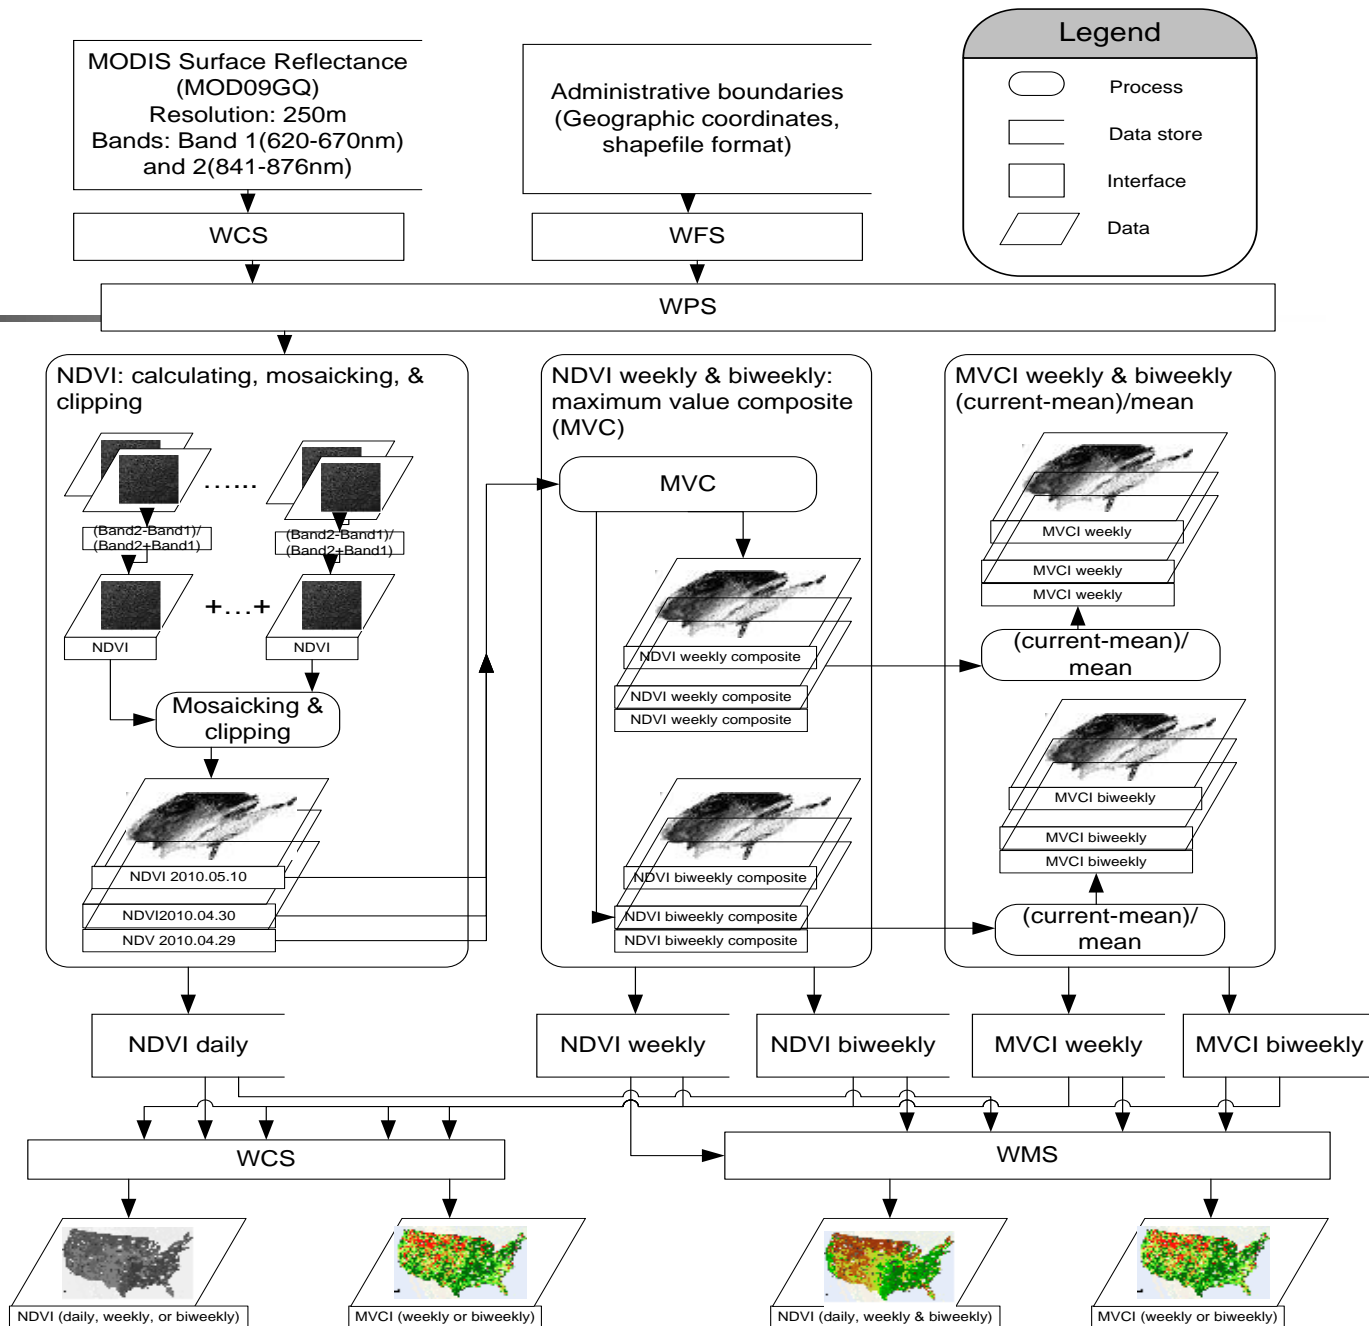 Legend
Process
Data store
Interface
Data
MODIS Surface Reflectance
(MOD09GQ)
Resolution: 250m
Bands: Band 1(620-670nm)
and 2(841-876nm)
Administrative boundaries
(Geographic coordinates,
shapefile format)
WCS
WFS
WPS
NDVI: calculating, mosaicking, &
clipping
......
(Band2-Band1)/
(Band2+Band1)
(Band2-Band1)/
(Band2+Band1)
+...+
NDVI
NDVI
Mosaicking &
clipping
NDVI 2010.05.10
NDVI2010.04.30
NDV 2010.04.29
NDVI weekly & biweekly:
maximum value composite
(MVC)
MVC
NDVI weekly composite
NDVI weekly composite
NDVI weekly composite
NDVI biweekly composite
NDVI biweekly composite
NDVI biweekly composite
MVCI weekly & biweekly
(current-mean)/mean
MVCI weekly
MVCI weekly
MVCI weekly
(current-mean)/
mean
MVCI biweekly
MVCI biweekly
MVCI biweekly
(current-mean)/
mean
NDVI daily
NDVI weekly
NDVI biweekly
MVCI weekly
MVCI biweekly
WCS
WMS
NDVI (daily, weekly, or biweekly)
MVCI (weekly or biweekly)
NDVI (daily, weekly & biweekly)
MVCI (weekly or biweekly)